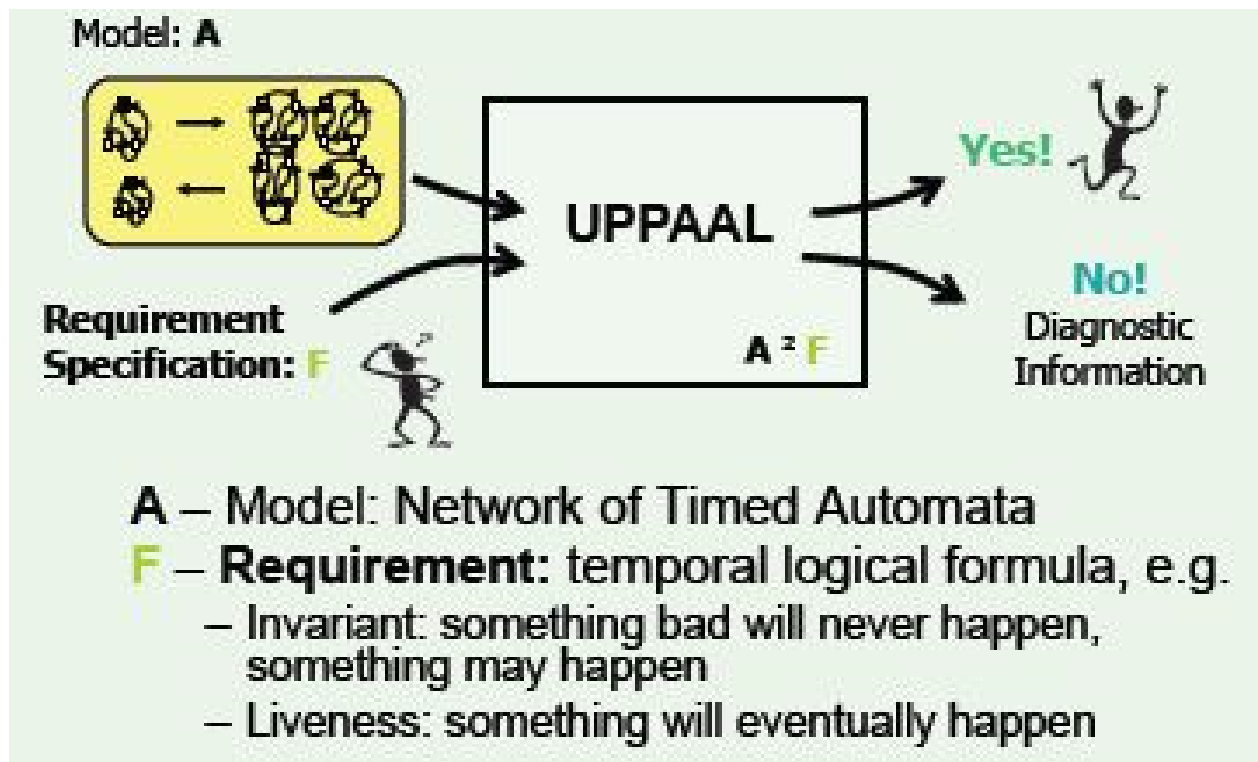 Model: A
UPPAAL
Yes!
No!
Diagnostic
Information
Requirement
Specification: F
?
A ² F
A – Model: Network of Timed Automata
F – Requirement: temporal logical formula, e.g.
– Invariant: something bad will never happen,
something may happen
– Liveness: something will eventually happen